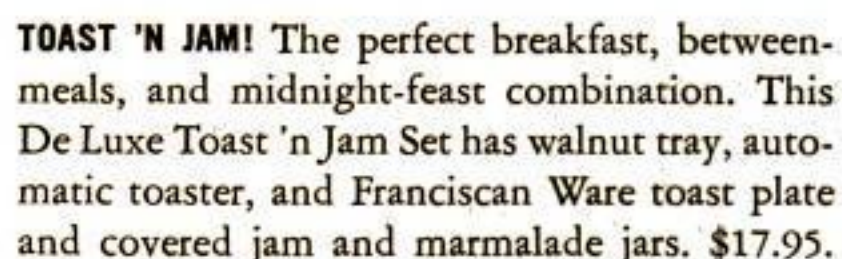 TOAST 'N JAM! The perfect breakfast, between-
meals, and midnight-feast combination. This
De Luxe Toast 'n Jam Set has walnut tray, auto-
matic toaster, and Franciscan Ware toast plate
and covered jam and marmalade jars. $17.95.